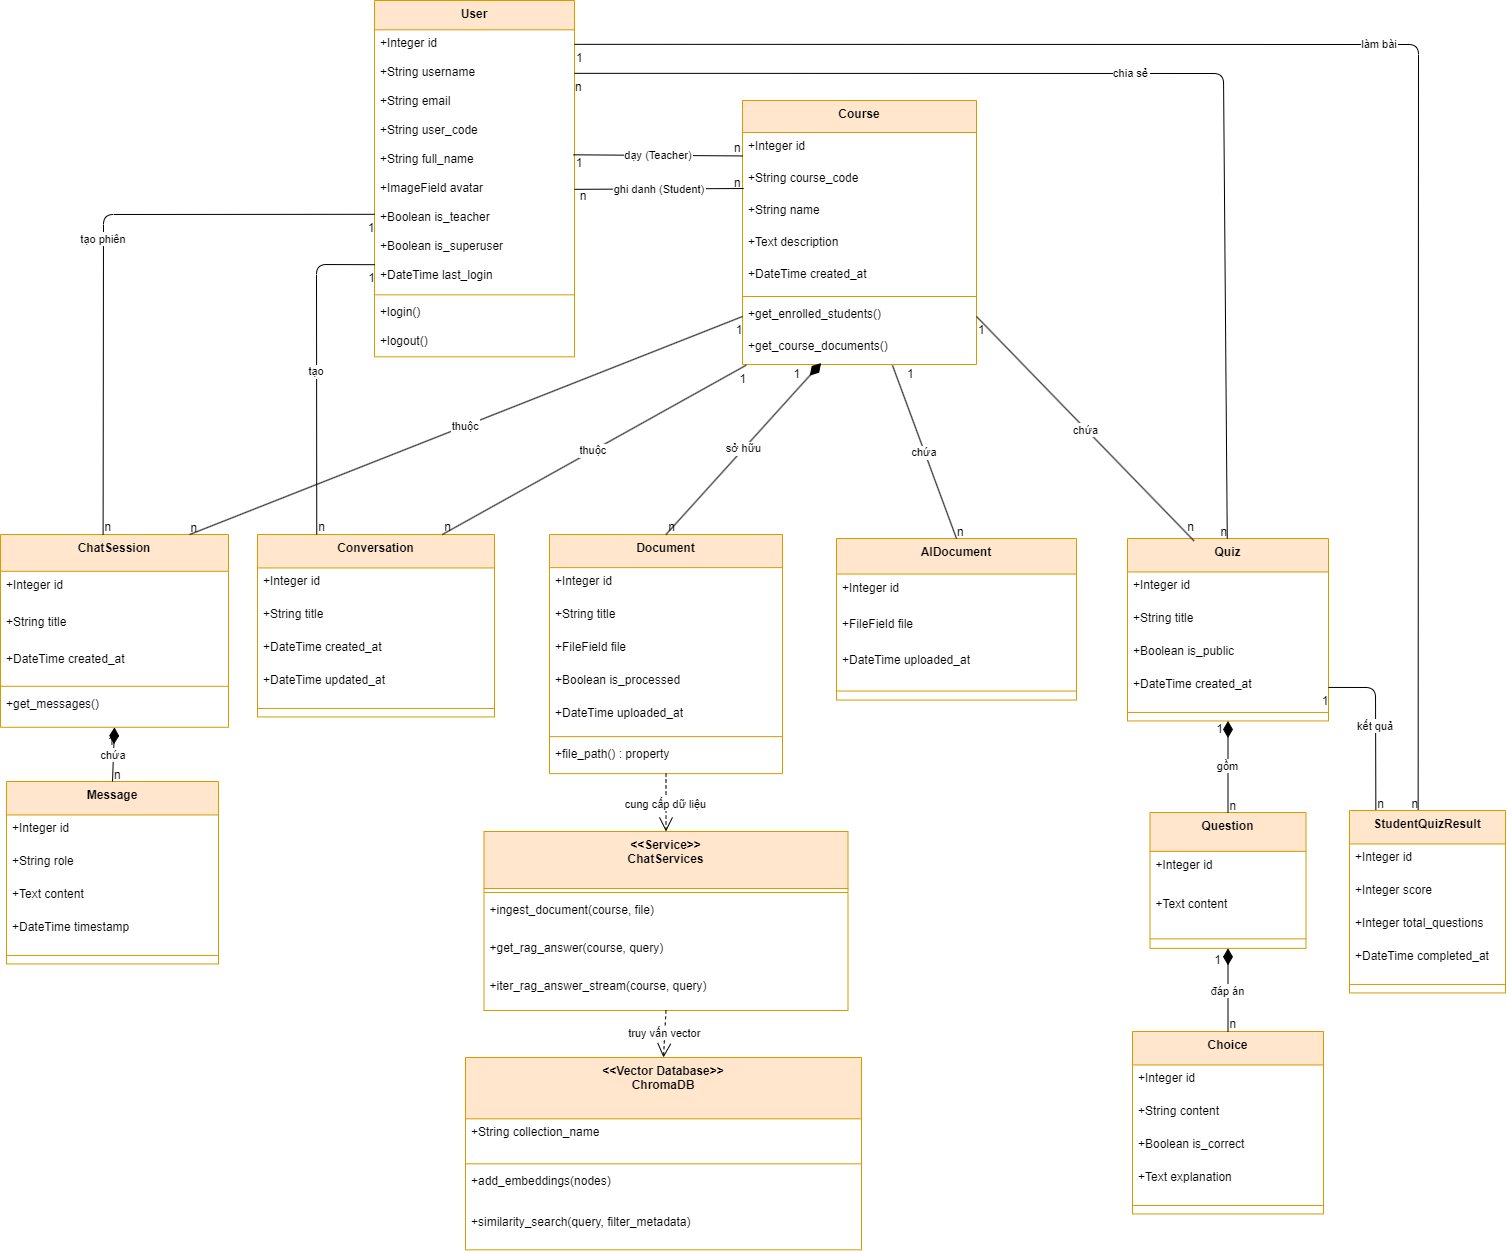 User
+Integer id
+String username
+String email
+String user_code
+String full_name
+ImageField avatar
+Boolean is_teacher
+Boolean is_superuser
+DateTime last_login
+login()
+logout()
làm bài
1
chia sẻ
n
1
dạy (Teacher)
n
n
ghi danh (Student)
n
1
tạo phiên
n
1
tạo
n
Course
+Integer id
+String course_code
+String name
+Text description
+DateTime created_at
+get_enrolled_students()
+get_course_documents()
1
thuộc
n
1
thuộc
n
1
sở hữu
n
1
chứa
n
1
chứa
n
n
ChatSession
+Integer id
+String title
+DateTime created_at
+get_messages()
chứa
n
Message
+Integer id
+String role
+Text content
+DateTime timestamp
Conversation
+Integer id
+String title
+DateTime created_at
+DateTime updated_at
Document
+Integer id
+String title
+FileField file
+Boolean is_processed
+DateTime uploaded_at
+file_path() : property
cung cấp dữ liệu
<<Service>>
ChatServices
+ingest_document(course, file)
+get_rag_answer(course, query)
+iter_rag_answer_stream(course, query)
truy vấn vector
<<Vector Database>>
ChromaDB
+String collection_name
+add_embeddings(nodes)
+similarity_search(query, filter_metadata)
AIDocument
+Integer id
+FileField file
+DateTime uploaded_at
Quiz
+Integer id
+String title
+Boolean is_public
+DateTime created_at
1
kết quả
n
n
1
gồm
n
Question
+Integer id
+Text content
1
đáp án
n
Choice
+Integer id
+String content
+Boolean is_correct
+Text explanation
StudentQuizResult
+Integer id
+Integer score
+Integer total_questions
+DateTime completed_at